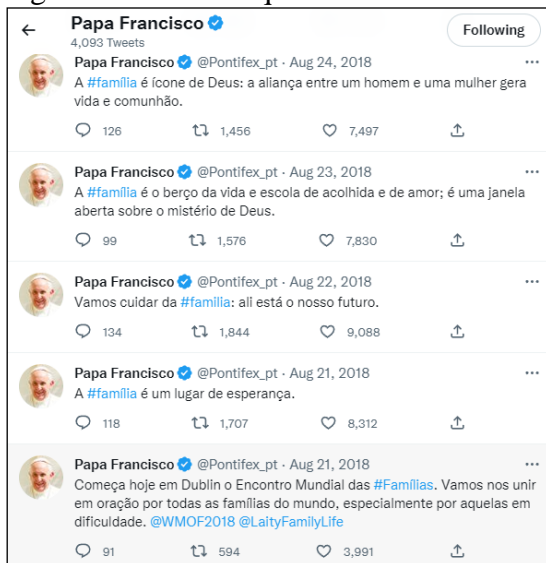 Papa Francisco
4,093 Tweets
Following
Papa Francisco @Pontifex_pt · Aug 24, 2018
A #família é ícone de Deus: a aliança entre um homem e uma mulher gera
vida e comunhão.
126 1,456 7,497
Papa Francisco @Pontifex_pt · Aug 23, 2018
A #família é o berço da vida e escola de acolhida e de amor; é uma janela
aberta sobre o mistério de Deus.
99 1,576 7,830
Papa Francisco @Pontifex_pt · Aug 22, 2018
Vamos cuidar da #familia: ali está o nosso futuro.
134 1,844 9,088
Papa Francisco @Pontifex_pt · Aug 21, 2018
A #família é um lugar de esperança.
118 1,707 8,312
Papa Francisco @Pontifex_pt · Aug 21, 2018
Começa hoje em Dublin o Encontro Mundial das #Famílias. Vamos nos unir
em oração por todas as famílias do mundo, especialmente por aquelas em
dificuldade. @WMOF2018 @LaityFamilyLife
91 594 3,991